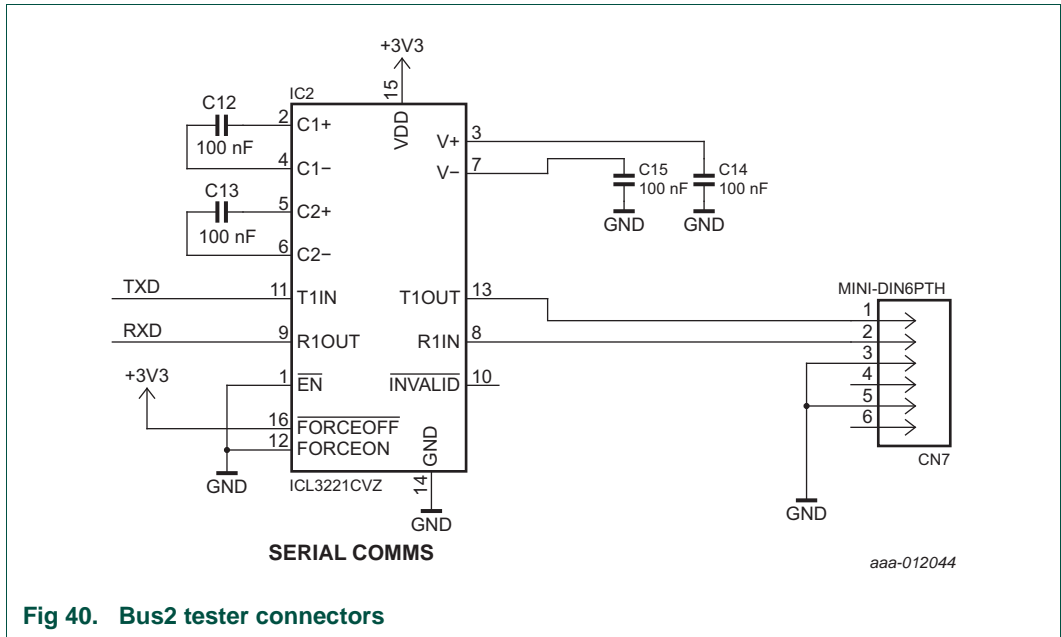 +3V3
15
IC2
VDD
C12
100 nF
2 C1+
4 C1−
C13
100 nF
5 C2+
6 C2−
V+ 3
V− 7
C15
100 nF
GND
C14
100 nF
GND
TXD
11 T1IN
T1OUT 13
RXD
9 R1OUT
R1IN 8
+3V3
1 EN
INVALID 10
16 FORCEOFF
12 FORCEON
GND
GND
14
GND
ICL3221CVZ
MINI-DIN6PTH
1
2
3
4
5
6
CN7
GND
SERIAL COMMS
aaa-012044
Fig 40. Bus2 tester connectors